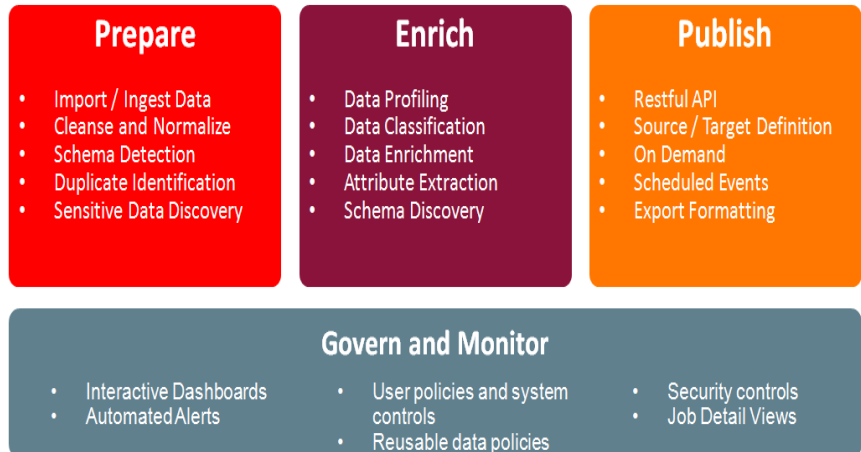 Prepare
• Import / Ingest Data
• Cleanse and Normalize
• Schema Detection
• Duplicate Identification
• Sensitive Data Discovery
Enrich
• Data Profiling
• Data Classification
• Data Enrichment
• Attribute Extraction
• Schema Discovery
Publish
• Restful API
• Source / Target Definition
• On Demand
• Scheduled Events
• Export Formatting
Govern and Monitor
• Interactive Dashboards
• Automated Alerts
• User policies and system
controls
• Reusable data policies
• Security controls
• Job Detail Views